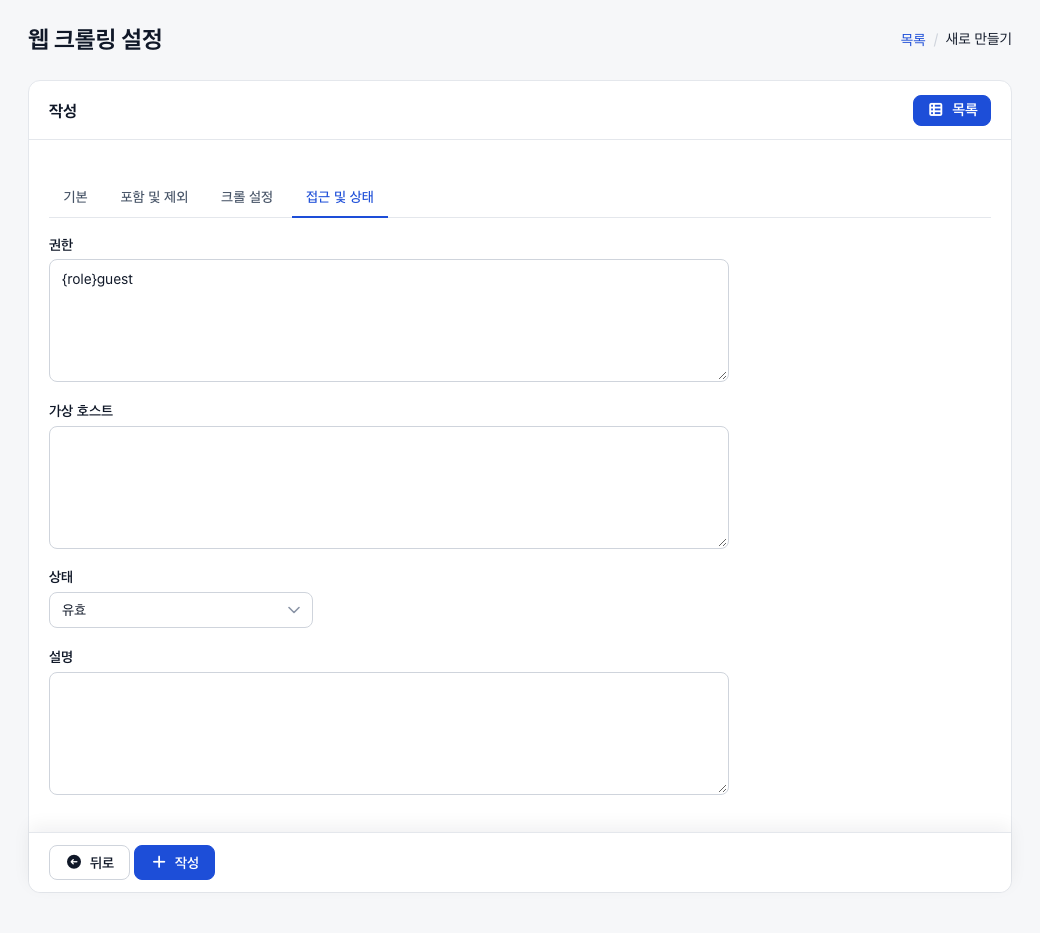 웹 크롤링 설정
목록 / 새로 만들기
작성
목록
기본 포함 및 제외 크롤 설정 접근 및 상태
권한
{role}guest
가상 호스트
상태
유효
설명
뒤로 작성